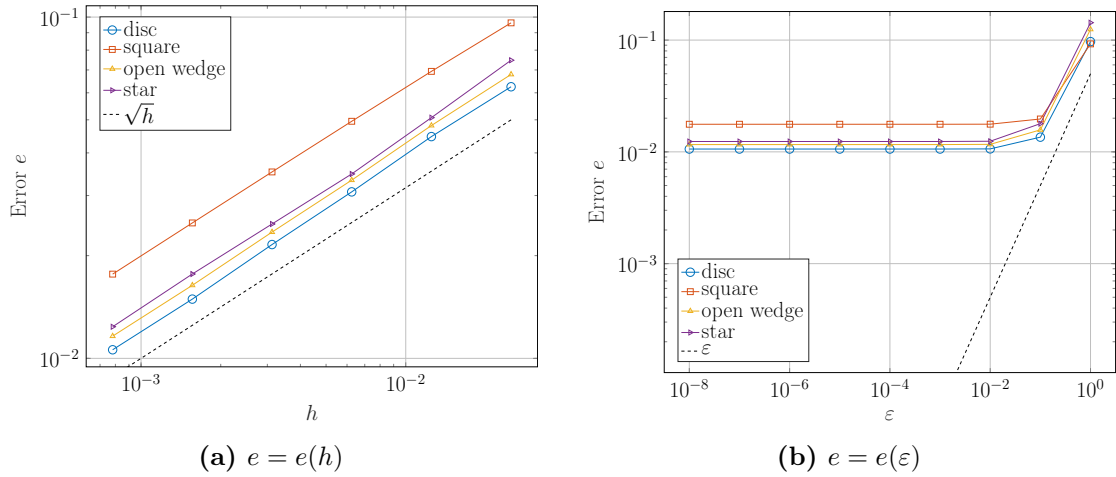 10^{-1}
10^{-2}
Error e
disc
square
open wedge
star
\sqrt{h}
10^{-3}
10^{-2}
h
(a) e = e(h)
10^{-1}
10^{-2}
10^{-3}
Error e
disc
square
open wedge
star
ε
10^{-8}
10^{-6}
10^{-4}
10^{-2}
10^{0}
ε
(b) e = e(ε)